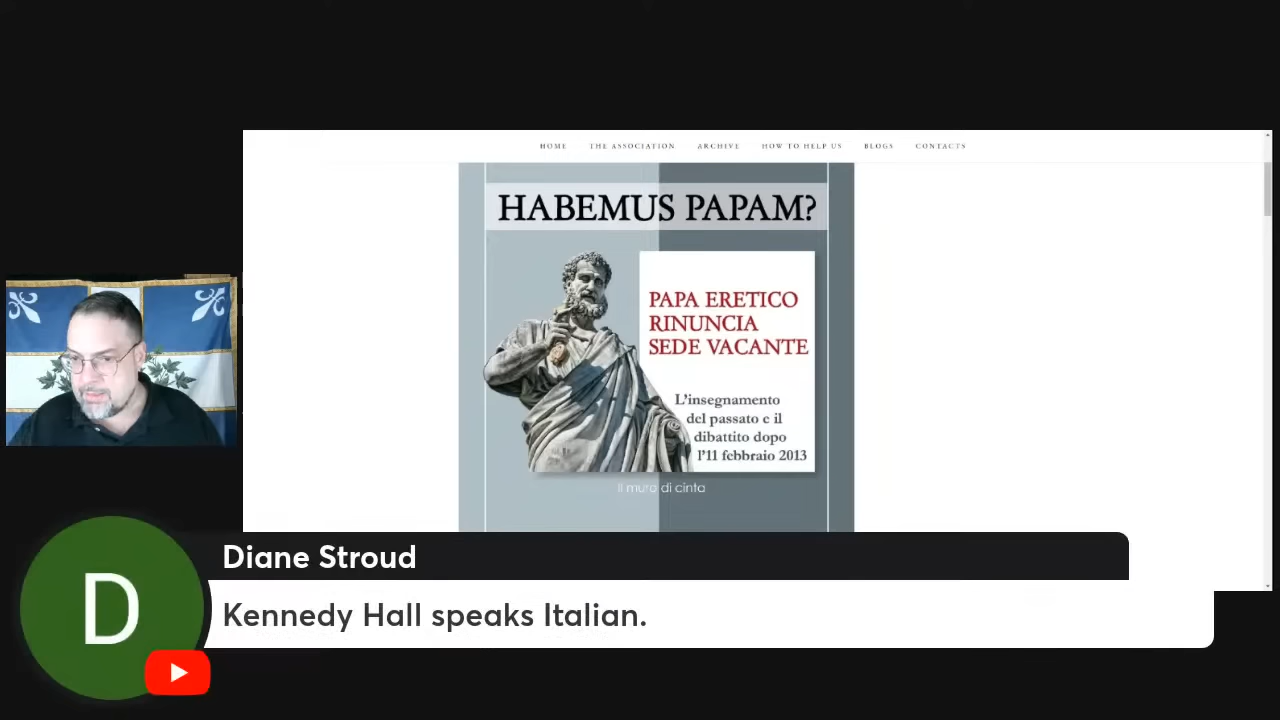 HOME THE ASSOCIATION ARCHIVE HOW TO HELP US BLOGS CONTACTS
HABEMUS PAPAM?
PAPA ERETICO
RINUNCIA
SEDE VACANTE
L'insegnamento
del passato e il
dibattito dopo
l'11 febbraio 2013
il muro di cinta
D
Diane Stroud
Kennedy Hall speaks Italian.